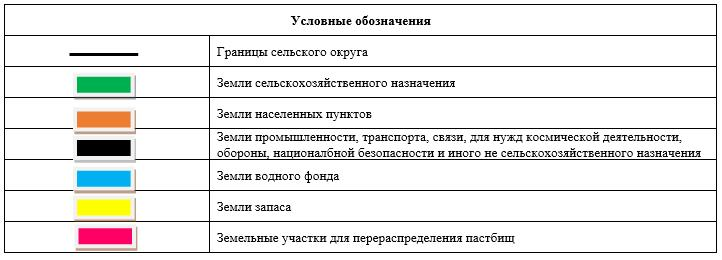 Условные обозначения
Границы сельского округа
Земли сельскохозяйственного назначения
Земли населенных пунктов
Земли промышленности, транспорта, связи, для нужд космической деятельности,
обороны, националбной безопасности и иного не сельскохозяйственного назначения
Земли водного фонда
Земли запаса
Земельные участки для перераспределения пастбищ